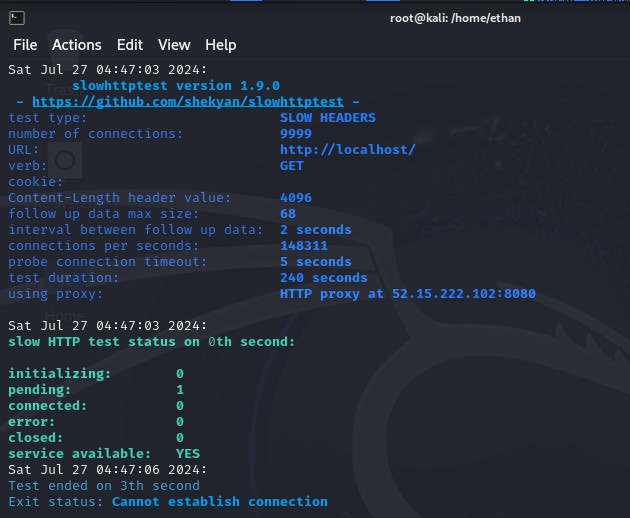 root@kali: /home/ethan
File Actions Edit View Help
Sat Jul 27 04:47:03 2024:
slowhttptest version 1.9.0
- https://github.com/shekyan/slowhttptest -
test type: SLOW HEADERS
number of connections: 9999
URL: http://localhost/
verb: GET
cookie:
Content-Length header value: 4096
follow up data max size: 68
interval between follow up data: 2 seconds
connections per seconds: 148311
probe connection timeout: 5 seconds
test duration: 240 seconds
using proxy: HTTP proxy at 52.15.222.102:8080
Sat Jul 27 04:47:03 2024:
slow HTTP test status on 0th second:
initializing: 0
pending: 1
connected: 0
error: 0
closed: 0
service available: YES
Sat Jul 27 04:47:06 2024:
Test ended on 3th second
Exit status: Cannot establish connection